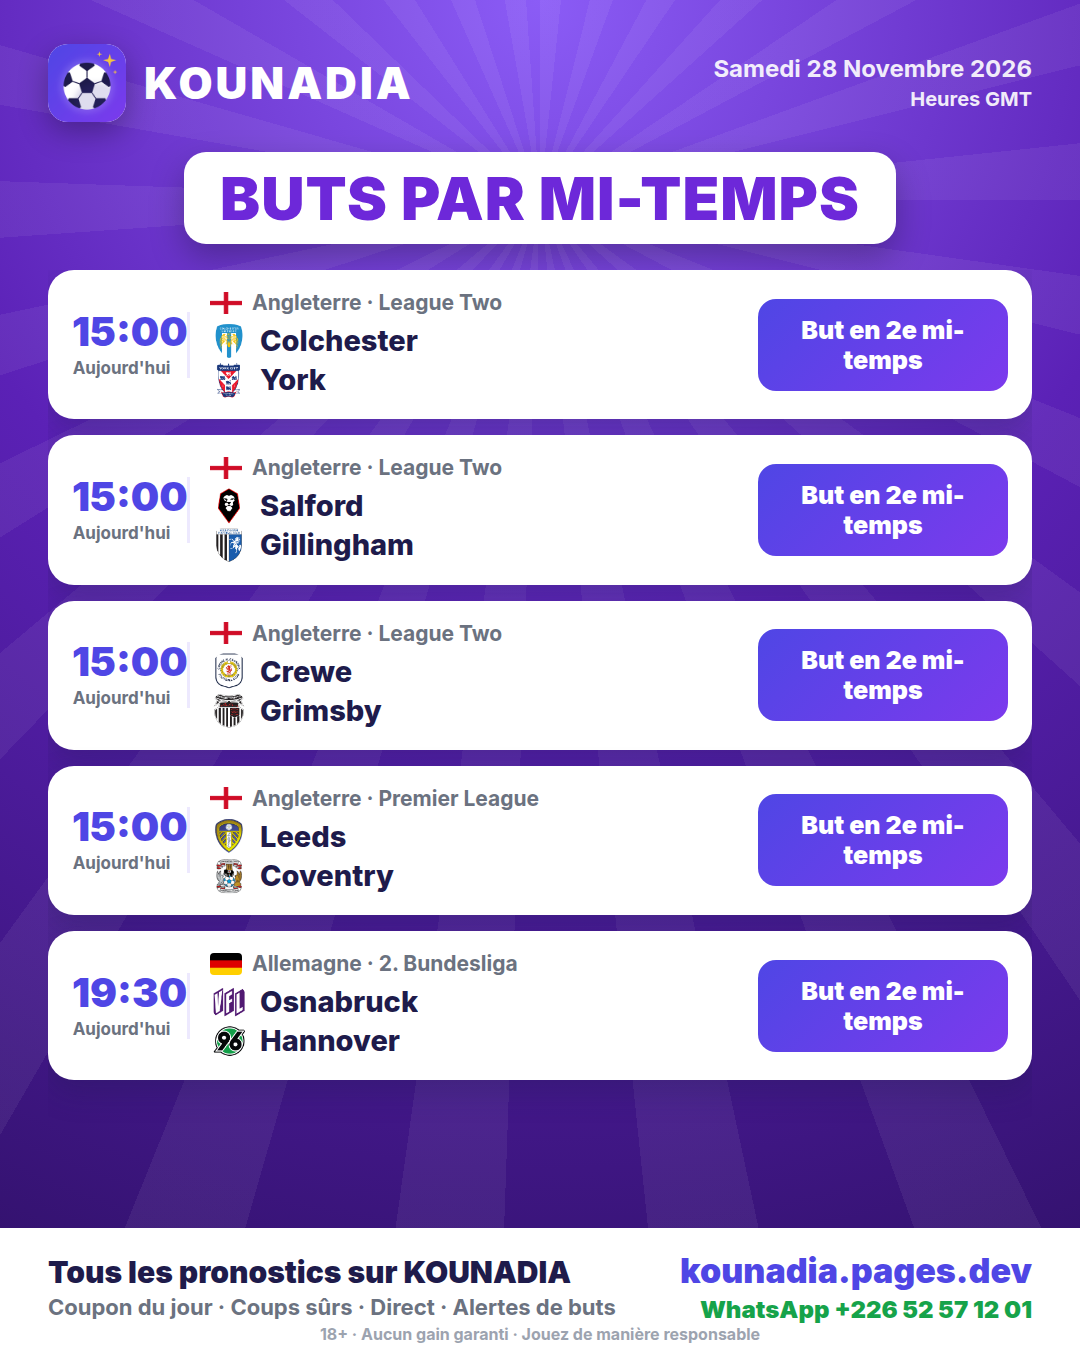 KOUNADIA
Samedi 28 Novembre 2026
Heures GMT
BUTS PAR MI-TEMPS
15:00
Aujourd'hui
Angleterre · League Two
Colchester
York
But en 2e mi-
temps
15:00
Aujourd'hui
Angleterre · League Two
Salford
Gillingham
But en 2e mi-
temps
15:00
Aujourd'hui
Angleterre · League Two
Crewe
Grimsby
But en 2e mi-
temps
15:00
Aujourd'hui
Angleterre · Premier League
Leeds
Coventry
But en 2e mi-
temps
19:30
Aujourd'hui
Allemagne · 2. Bundesliga
VFL
Osnabruck
96
Hannover
But en 2e mi-
temps
Tous les pronostics sur KOUNADIA
kounadia.pages.dev
Coupon du jour · Coups sûrs · Direct · Alertes de buts
WhatsApp +226 52 57 12 01
18+ · Aucun gain garanti · Jouez de manière responsable